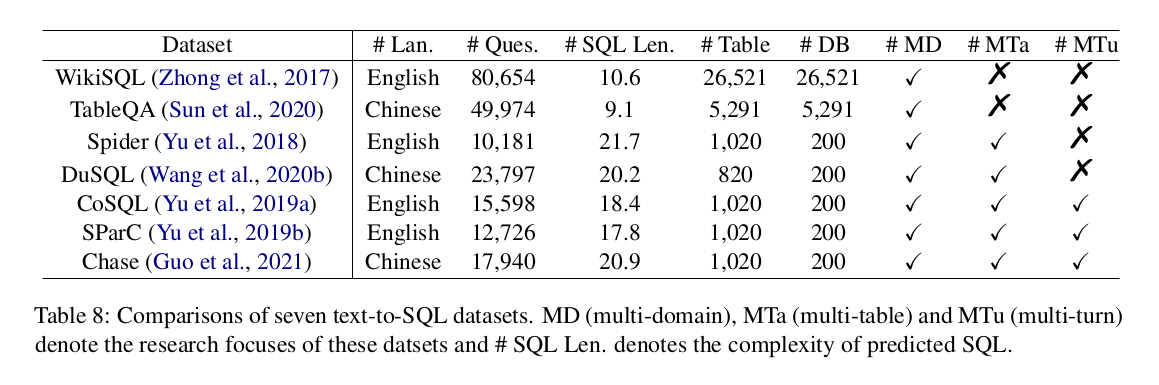 Dataset # Lan. # Ques. # SQL Len. # Table # DB # MD # MTa # MTu
WikiSQL (Zhong et al., 2017) English 80,654 10.6 26,521 26,521 ✓ ✗ ✗
TableQA (Sun et al., 2020) Chinese 49,974 9.1 5,291 5,291 ✓ ✗ ✗
Spider (Yu et al., 2018) English 10,181 21.7 1,020 200 ✓ ✓ ✗
DuSQL (Wang et al., 2020b) Chinese 23,797 20.2 820 200 ✓ ✓ ✗
CoSQL (Yu et al., 2019a) English 15,598 18.4 1,020 200 ✓ ✓ ✓
SParC (Yu et al., 2019b) English 12,726 17.8 1,020 200 ✓ ✓ ✓
Chase (Guo et al., 2021) Chinese 17,940 20.9 1,020 200 ✓ ✓ ✓
Table 8: Comparisons of seven text-to-SQL datasets. MD (multi-domain), MTa (multi-table) and MTu (multi-turn)
denote the research focuses of these datsets and # SQL Len. denotes the complexity of predicted SQL.